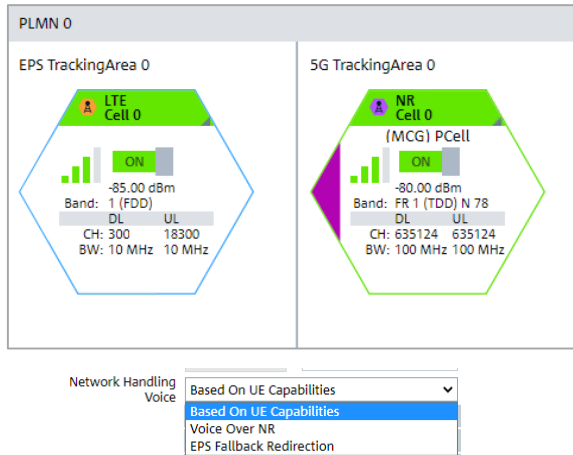 PLMN 0
EPS TrackingArea 0
LTE
Cell 0
ON
-85.00 dBm
Band: 1 (FDD)
DL UL
CH: 300 18300
BW: 10 MHz 10 MHz
5G TrackingArea 0
NR
Cell 0
(MCG) PCell
ON
-80.00 dBm
Band: FR 1 (TDD) N 78
DL UL
CH: 635124 635124
BW: 100 MHz 100 MHz
Network Handling
Voice
Based On UE Capabilities
Based On UE Capabilities
Voice Over NR
EPS Fallback Redirection